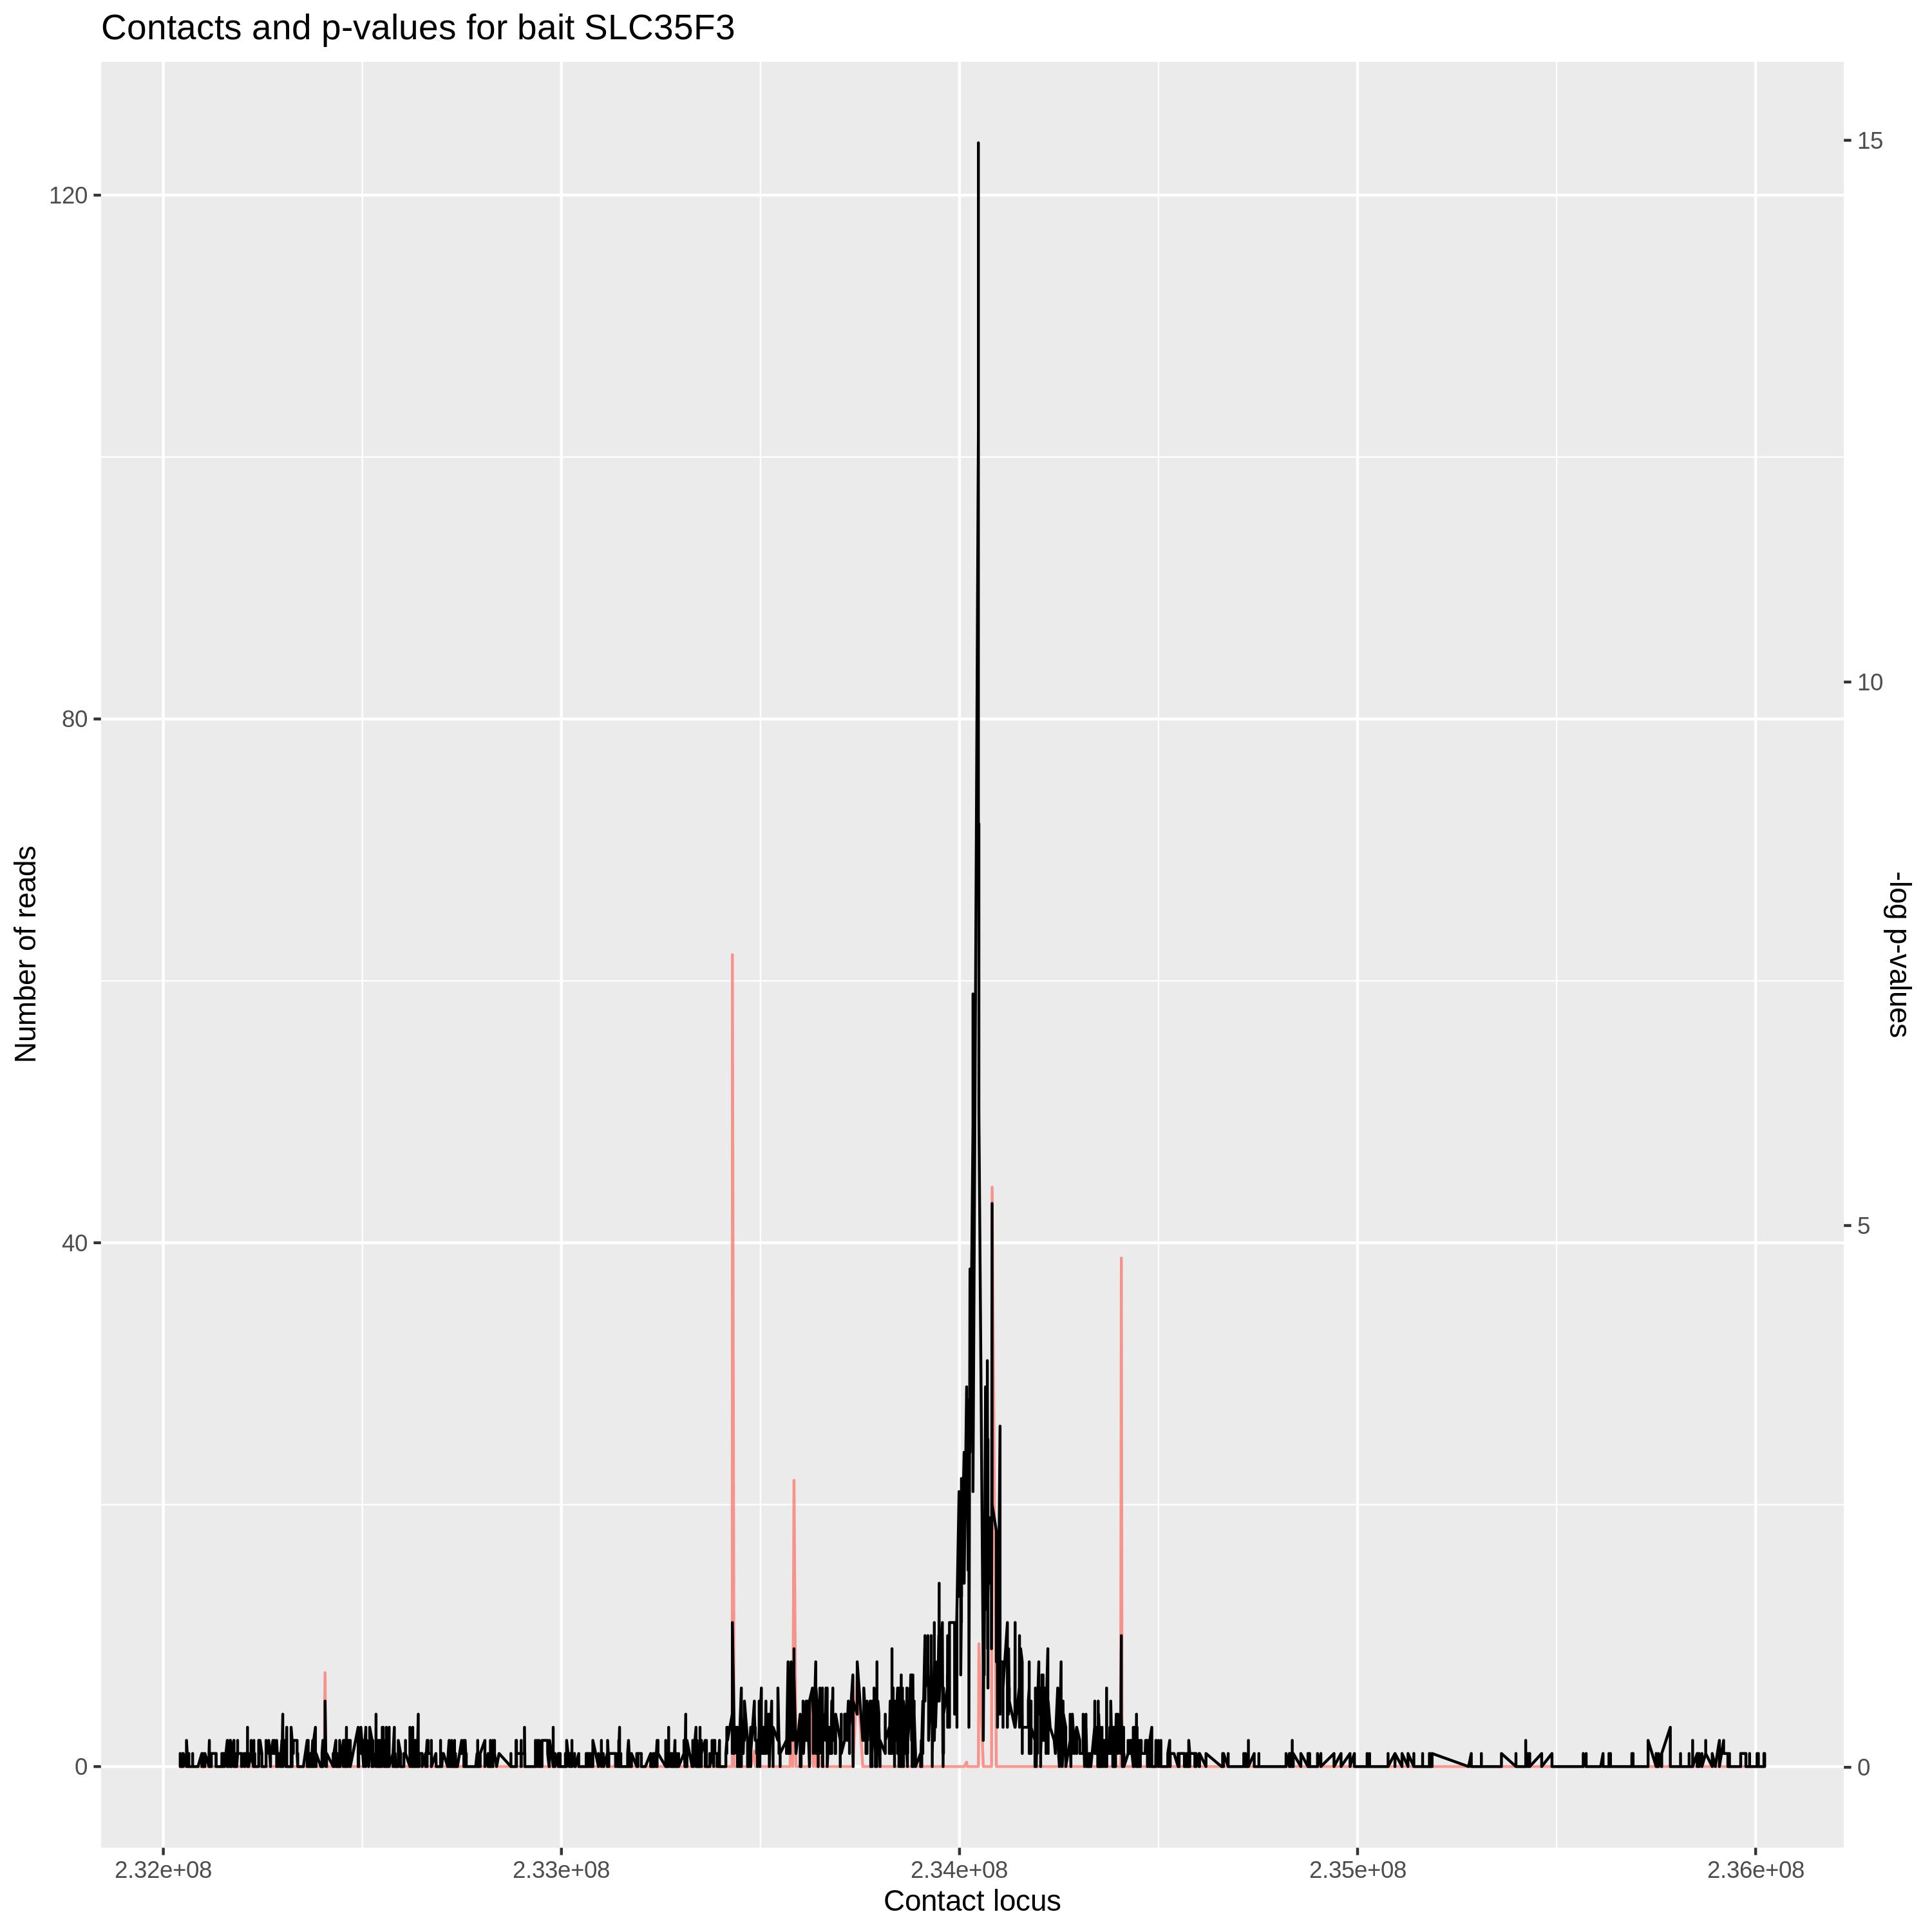 Contacts and p-values for bait SLC35F3
120
80
40
0
Number of reads
15
10
5
0
-log p-values
2.32e+08
2.33e+08
2.34e+08
2.35e+08
2.36e+08
Contact locus